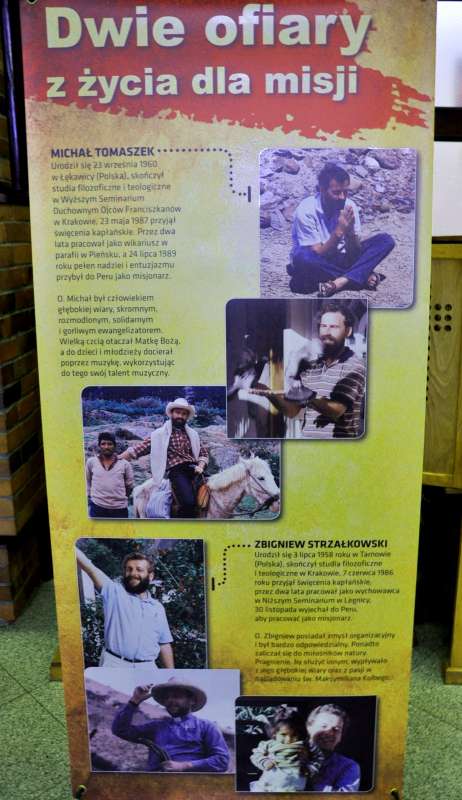 Dwie ofiary
z życia dla misji
MICHAŁ TOMASZEK
Urodził się 23 września 1960
w Łękawicy (Polska), skończył
studia filozoficzne i teologiczne
w Wyższym Seminarium
Duchownym Ojców Franciszkanów
w Krakowie. 23 maja 1987 przyjął
święcenia kapłańskie. Przez dwa
lata pracował jako wikariusz w
parafii w Pieńsku, a 24 lipca 1989
roku pełen nadziei i entuzjazmu
przybył do Peru jako misjonarz.
O. Michał był człowiekiem
głębokiej wiary, skromnym,
rozmodlonym, solidarnym
i gorliwym ewangelizatorem.
Wielką czcią otaczał Matkę Bożą,
a do dzieci i młodzieży docierał
poprzez muzykę, wykorzystując
do tego swój talent muzyczny.
ZBIGNIEW STRZAŁKOWSKI
Urodził się 3 lipca 1958 roku w Tarnowie
(Polska), skończył studia filozoficzne
i teologiczne w Krakowie. 7 czerwca 1986
roku przyjął święcenia kapłańskie,
przez dwa lata pracował jako wychowawca
w Niższym Seminarium w Legnicy,
30 listopada wyjechał do Peru,
aby pracować jako misjonarz.
O. Zbigniew posiadał zmysł organizacyjny
i był bardzo odpowiedzialny. Ponadto
zaliczał się do miłośników natury.
Pragnienie, by służyć innym, wypływało
z jego głębokiej wiary oraz z pasji w
naśladowaniu św. Maksymiliana Kolbego.